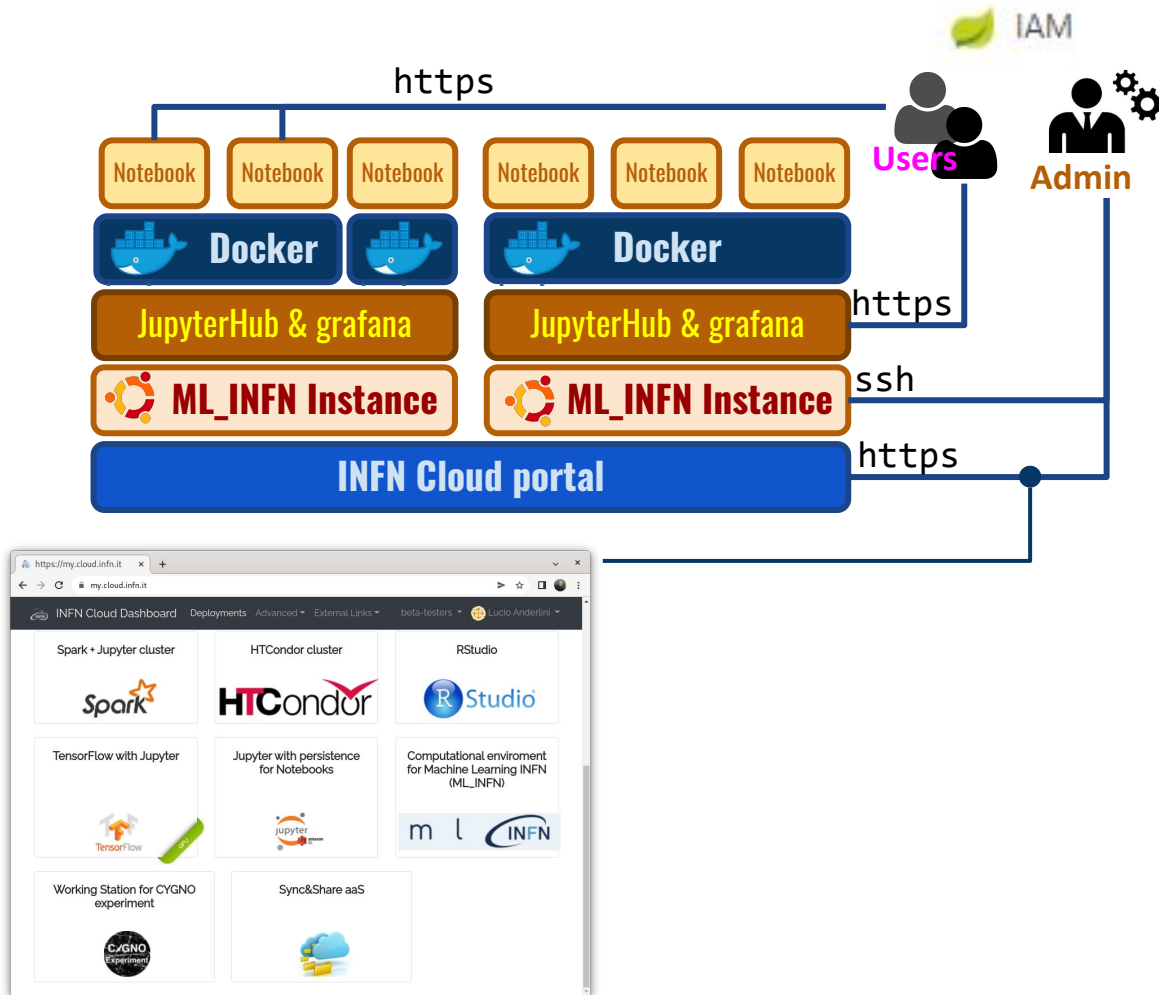 IAM
https
Notebook Notebook Notebook Notebook Notebook Notebook
Users
Admin
Docker Docker
https
JupyterHub & grafana JupyterHub & grafana
ssh
ML_INFN Instance ML_INFN Instance
https
INFN Cloud portal
https://my.cloud.infn.it
my.cloud.infn.it
INFN Cloud Dashboard Deployments Advanced External Links beta-testers Lucio Anderlini
Spark + Jupyter cluster HTCondor cluster RStudio
Spark HTCondor R Studio
TensorFlow with Jupyter
Jupyter with persistence
for Notebooks
Computational enviroment
for Machine Learning INFN
(ML_INFN)
TensorFlow GPU
jupyter
amazon
m l INFN
Working Station for CYGNO
experiment
Sync&Share aaS
CYGNO
Experiment